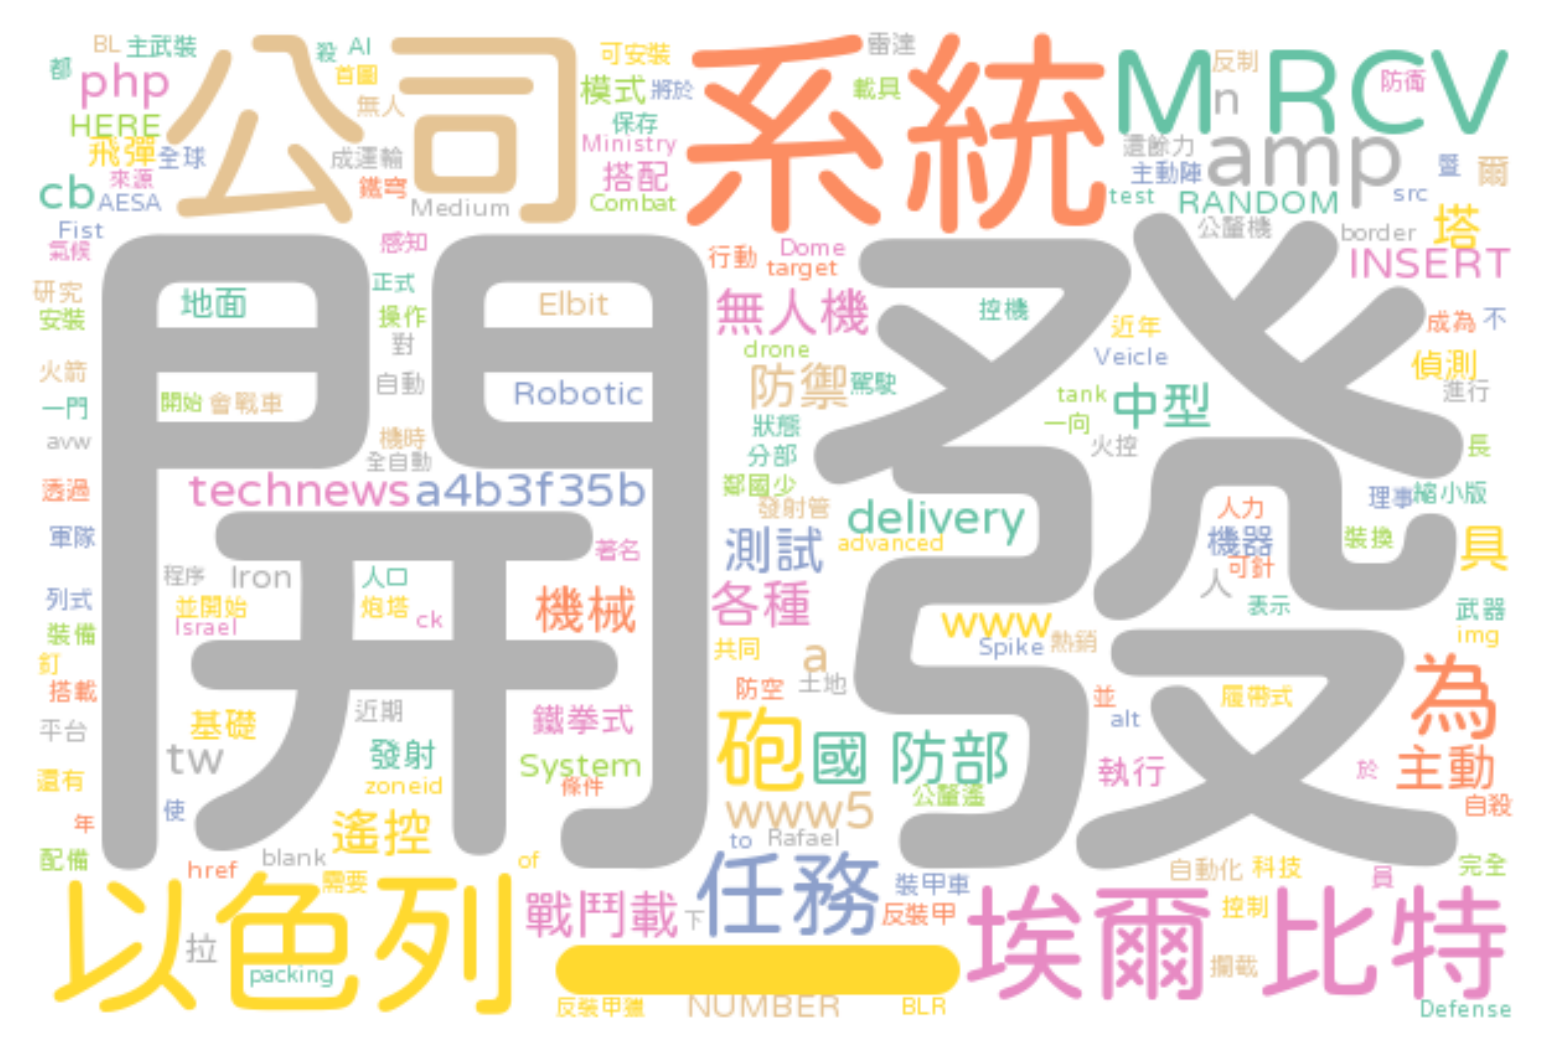 BL 主武裝 殺 AI 可安裝 雷達 反制
都 php 公司 首圖 模式 將於 系統 載具 M RCV n 防衛
HERE 無人 保存
飛彈 全球 成運輪 Ministry 遣餘力 amp 暨 爾
來源 鐵穹 搭配 主動陣
cb AESA Medium Combat test RANDOM src
Fist 公釐機 border 塔
氣候 感知 行動 Dome target INSERT
開發
研究 地面 正式 Elbit 無人機 控機
安裝 操作 近年 成為 不
對 drone Veicle 偵測
火箭 自動 Robotic 防禦 駕駛 tank 中型 進行
一門 開始 會戰車 狀態 一向
avw 機時 分部 火控 長
全自動
透過 technews a4b3f35b 鄭國少 理事 縮小版
發射管 delivery 人力
軍隊 著名 測試 advanced 機器 裝換 具
程序 Iron 人口 可針
列式 並開始 炮塔 機械 各種 人 表示 武器
裝備 Israel ck www img
釘 共同 a Spike 熱銷
搭載 防空 土地 並 履帶式 為
平台 基礎 近期 鐵拳式 alt
tw 發射 砲 國 防部 執行 於 主動
還有 zoneid System 條件 公釐遙 自殺
年 使 遙控 www5
配備 href blank of to Rafael 自動化 科技 完全
需要 任務 裝甲車 員
以色列 戰鬥載 下 反裝甲 埃爾比特 控制
拉 packing 一 攔截
反裝甲獵 NUMBER BLR Defense